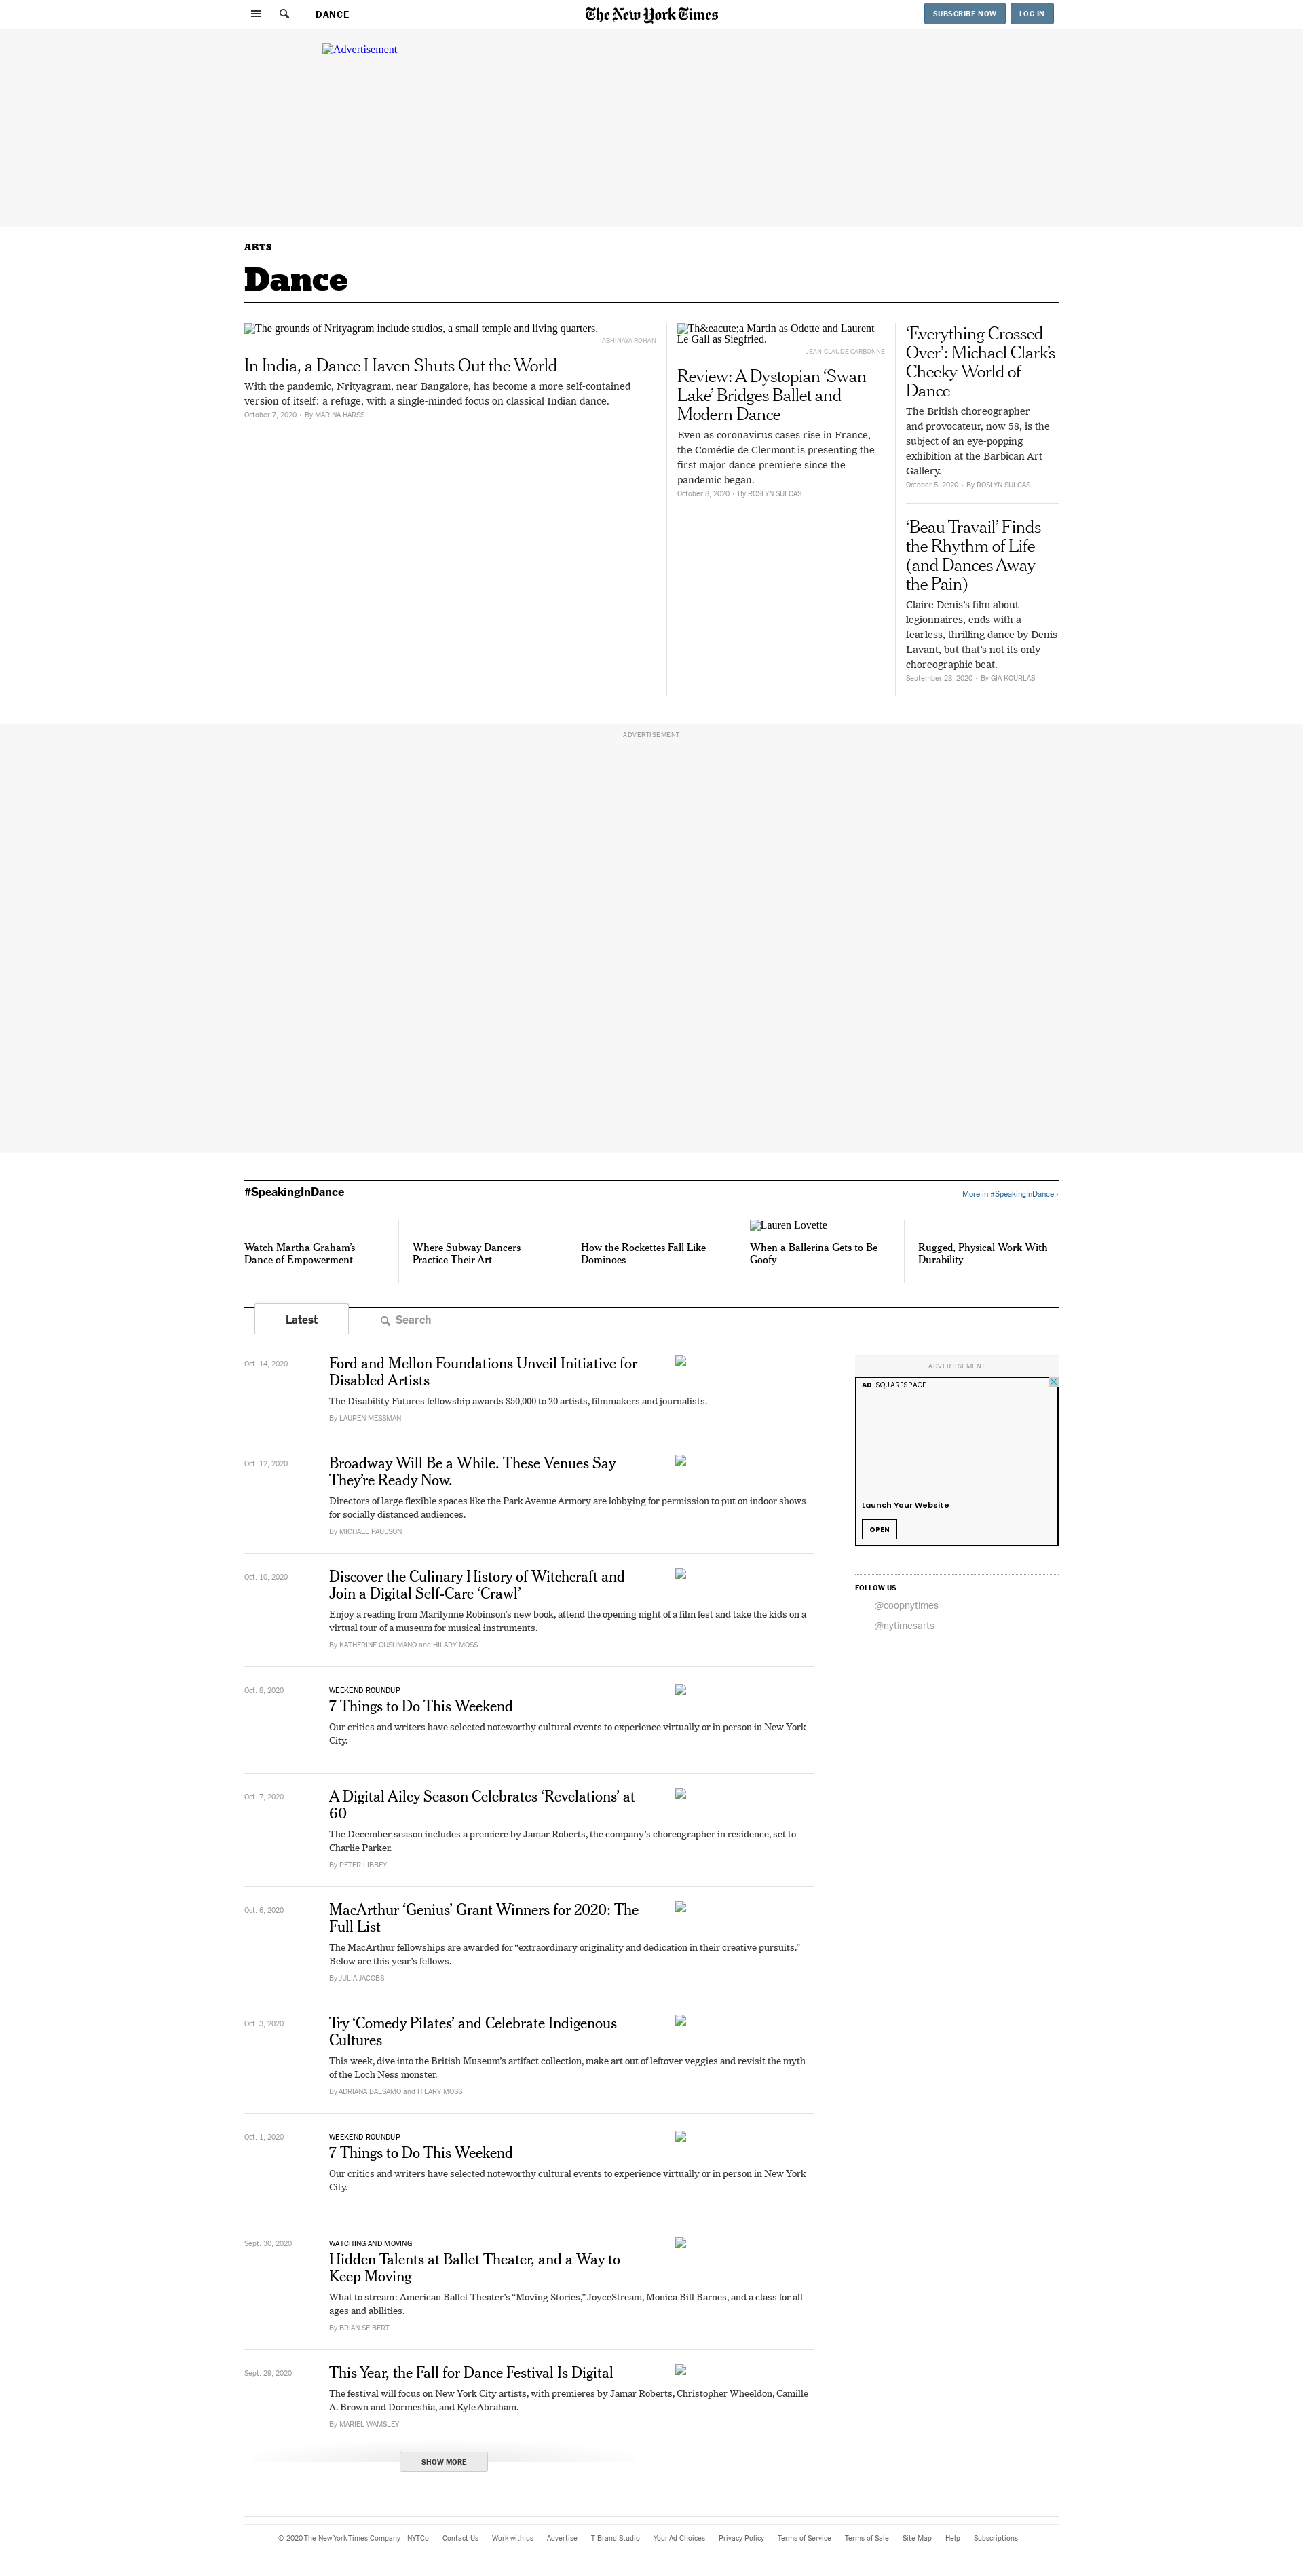 DANCE
The New York Times
SUBSCRIBE NOW
LOG IN
Advertisement
ARTS
Dance
The grounds of Nrityagram include studios, a small temple and living quarters.
ABHINAVA ROHAN
In India, a Dance Haven Shuts Out the World
With the pandemic, Nrityagram, near Bangalore, has become a more self-contained
version of itself: a refuge, with a single-minded focus on classical Indian dance.
October 7, 2020 • By MARINA HARSS
Th&eacute;a Martin as Odette and Laurent
Le Gall as Siegfried.
JEAN-CLAUDE CARBONNE
Review: A Dystopian ‘Swan
Lake’ Bridges Ballet and
Modern Dance
Even as coronavirus cases rise in France,
the Comédie de Clermont is presenting the
first major dance premiere since the
pandemic began.
October 8, 2020 • By ROSLYN SULCAS
‘Everything Crossed
Over’: Michael Clark’s
Cheeky World of
Dance
The British choreographer
and provocateur, now 58, is the
subject of an eye-popping
exhibition at the Barbican Art
Gallery.
October 5, 2020 • By ROSLYN SULCAS
‘Beau Travail’ Finds
the Rhythm of Life
(and Dances Away
the Pain)
Claire Denis’s film about
legionnaires, ends with a
fearless, thrilling dance by Denis
Lavant, but that’s not its only
choreographic beat.
September 28, 2020 • By GIA KOURLAS
ADVERTISEMENT
#SpeakingInDance
More in #SpeakingInDance ›
Watch Martha Graham’s
Dance of Empowerment
Where Subway Dancers
Practice Their Art
How the Rockettes Fall Like
Dominoes
Lauren Lovette
When a Ballerina Gets to Be
Goofy
Rugged, Physical Work With
Durability
Latest
Search
Oct. 14, 2020
Ford and Mellon Foundations Unveil Initiative for
Disabled Artists
The Disability Futures fellowship awards $50,000 to 20 artists, filmmakers and journalists.
By LAUREN MESSMAN
Oct. 12, 2020
Broadway Will Be a While. These Venues Say
They’re Ready Now.
Directors of large flexible spaces like the Park Avenue Armory are lobbying for permission to put on indoor shows
for socially distanced audiences.
By MICHAEL PAULSON
Oct. 10, 2020
Discover the Culinary History of Witchcraft and
Join a Digital Self-Care ‘Crawl’
Enjoy a reading from Marilynne Robinson’s new book, attend the opening night of a film fest and take the kids on a
virtual tour of a museum for musical instruments.
By KATHERINE CUSUMANO and HILARY MOSS
Oct. 8, 2020
WEEKEND ROUNDUP
7 Things to Do This Weekend
Our critics and writers have selected noteworthy cultural events to experience virtually or in person in New York
City.
Oct. 7, 2020
A Digital Ailey Season Celebrates ‘Revelations’ at
60
The December season includes a premiere by Jamar Roberts, the company’s choreographer in residence, set to
Charlie Parker.
By PETER LIBBEY
Oct. 6, 2020
MacArthur ‘Genius’ Grant Winners for 2020: The
Full List
The MacArthur fellowships are awarded for “extraordinary originality and dedication in their creative pursuits.”
Below are this year’s fellows.
By JULIA JACOBS
Oct. 3, 2020
Try ‘Comedy Pilates’ and Celebrate Indigenous
Cultures
This week, dive into the British Museum’s artifact collection, make art out of leftover veggies and revisit the myth
of the Loch Ness monster.
By ADRIANA BALSAMO and HILARY MOSS
Oct. 1, 2020
WEEKEND ROUNDUP
7 Things to Do This Weekend
Our critics and writers have selected noteworthy cultural events to experience virtually or in person in New York
City.
Sept. 30, 2020
WATCHING AND MOVING
Hidden Talents at Ballet Theater, and a Way to
Keep Moving
What to stream: American Ballet Theater’s “Moving Stories,” JoyceStream, Monica Bill Barnes, and a class for all
ages and abilities.
By BRIAN SEIBERT
Sept. 29, 2020
This Year, the Fall for Dance Festival Is Digital
The festival will focus on New York City artists, with premieres by Jamar Roberts, Christopher Wheeldon, Camille
A. Brown and Dormeshia, and Kyle Abraham.
By MARIEL WAMSLEY
SHOW MORE
ADVERTISEMENT
AD SQUARESPACE
Launch Your Website
OPEN
FOLLOW US
@coopnytimes
@nytimesarts
© 2020 The New York Times Company NYTCo Contact Us Work with us Advertise T Brand Studio Your Ad Choices Privacy Policy Terms of Service Terms of Sale Site Map Help Subscriptions